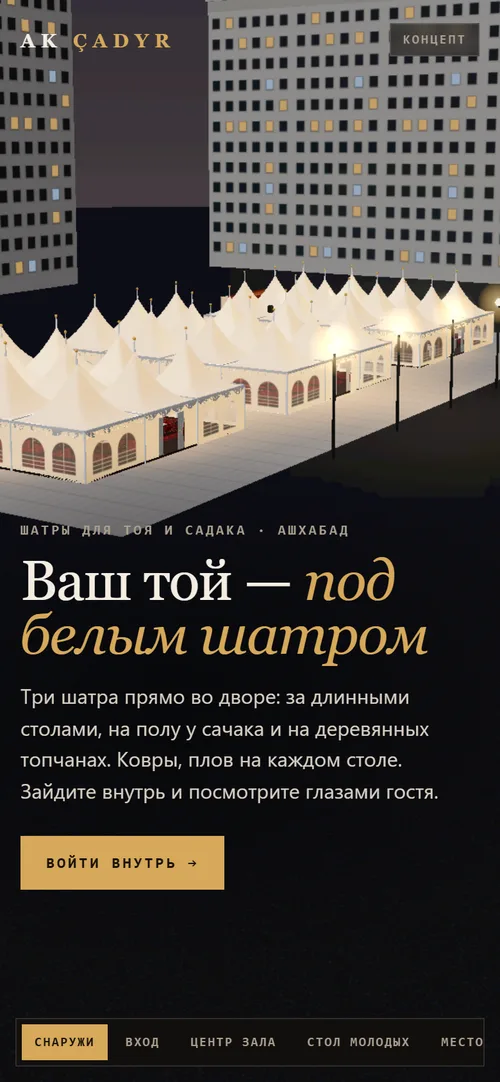 AK ÇADYR
КОНЦЕПТ
ШАТРЫ ДЛЯ ТОЯ И САДАКА · АШХАБАД
Ваш той — под
белым шатром
Три шатра прямо во дворе: за длинными
столами, на полу у сачака и на деревянных
топчанах. Ковры, плов на каждом столе.
Зайдите внутрь и посмотрите глазами гостя.
ВОЙТИ ВНУТРЬ →
СНАРУЖИ ВХОД ЦЕНТР ЗАЛА СТОЛ МОЛОДЫХ МЕСТО